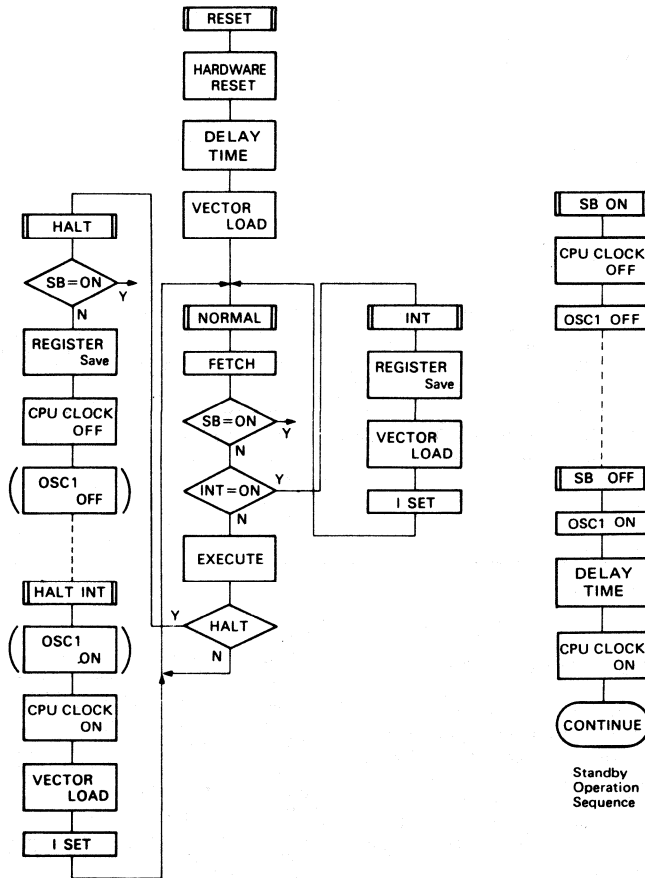 RESET
HARDWARE
RESET
DELAY
TIME
VECTOR
LOAD
HALT
SB=ON
Y
N
REGISTER
Save
CPU CLOCK
OFF
OSC1
OFF
HALT INT
OSC1
.ON
CPU CLOCK
ON
VECTOR
LOAD
I SET
NORMAL
FETCH
SB=ON
Y
N
INT=ON
Y
N
EXECUTE
HALT
Y
N
INT
REGISTER
Save
VECTOR
LOAD
I SET
SB ON
CPU CLOCK
OFF
OSC1 OFF
SB OFF
OSC1 ON
DELAY
TIME
CPU CLOCK
ON
CONTINUE
Standby
Operation
Sequence